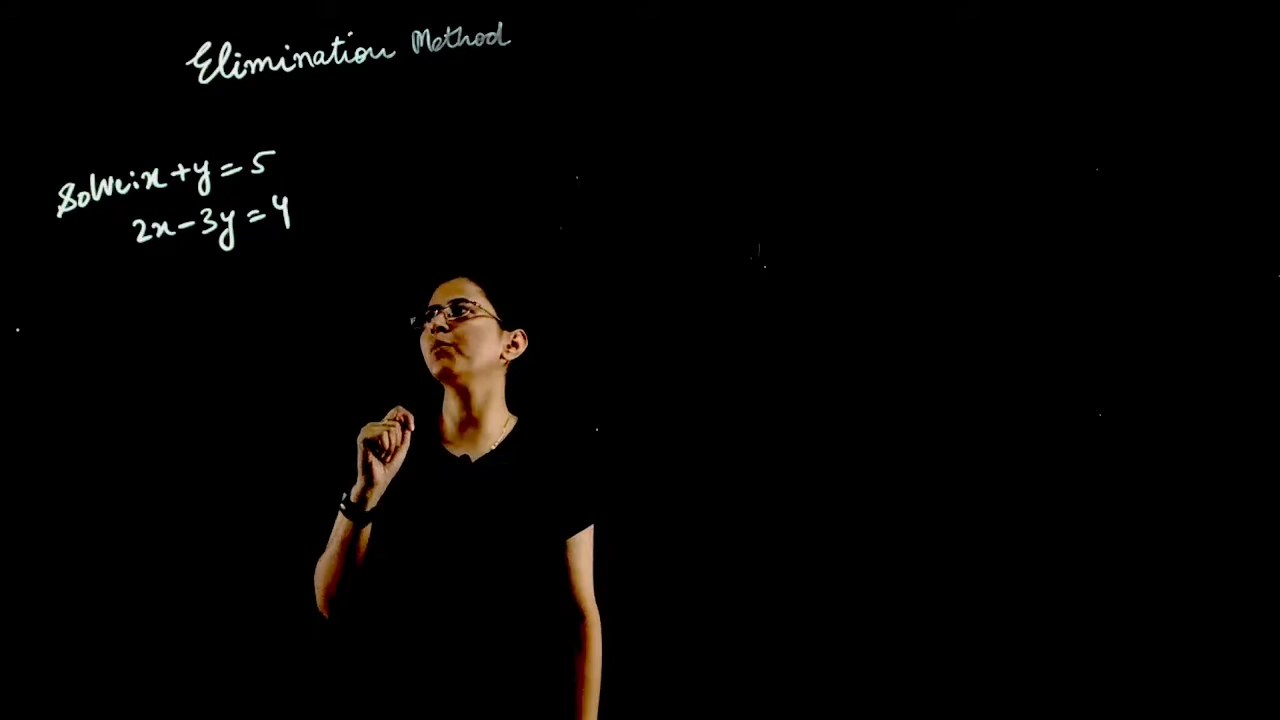 Elimination Method
Solve: x + y = 5
2x - 3y = 4